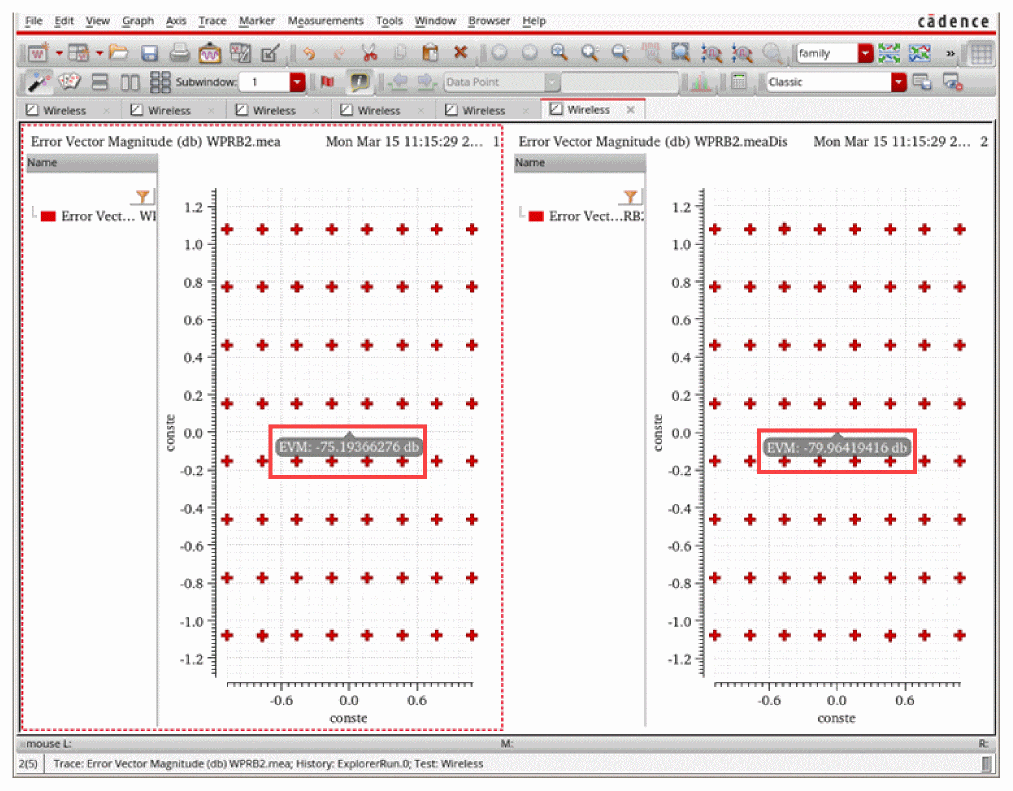 File Edit View Graph Axis Trace Marker Measurements Tools Window Browser Help cādence
family »
Subwindow: 1 Data Point Classic
Wireless Wireless Wireless Wireless Wireless Wireless
Error Vector Magnitude (db) WPRB2.mea Mon Mar 15 11:15:29 2... 1
Name
Error Vect... WI
1.2
1.0
0.8
0.6
0.4
0.2
0.0
-0.2
-0.4
-0.6
-0.8
-1.0
-1.2
conste
EVM: -75.19366276 db
-0.6 0.0 0.6
conste
Error Vector Magnitude (db) WPRB2.meaDis Mon Mar 15 11:15:29 2... 2
Name
Error Vect...RB2
1.2
1.0
0.8
0.6
0.4
0.2
0.0
-0.2
-0.4
-0.6
-0.8
-1.0
-1.2
conste
EVM: -79.96419416 db
-0.6 0.0 0.6
conste
mouse L: M: R:
2(5) Trace: Error Vector Magnitude (db) WPRB2.mea; History: ExplorerRun.0; Test: Wireless